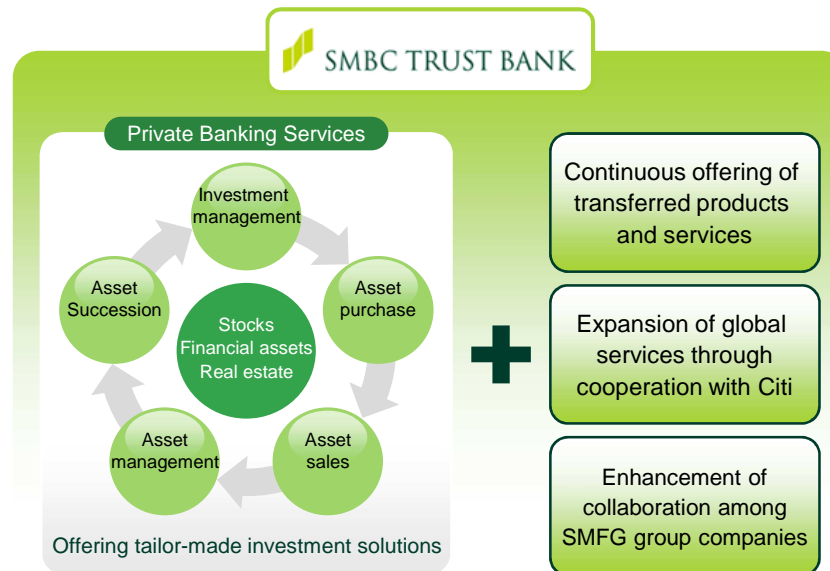 SMBC TRUST BANK
Private Banking Services
Investment
management
Asset
purchase
Asset
sales
Asset
management
Asset
Succession
Stocks
Financial assets
Real estate
Offering tailor-made investment solutions
Continuous offering of
transferred products
and services
Expansion of global
services through
cooperation with Citi
Enhancement of
collaboration among
SMFG group companies